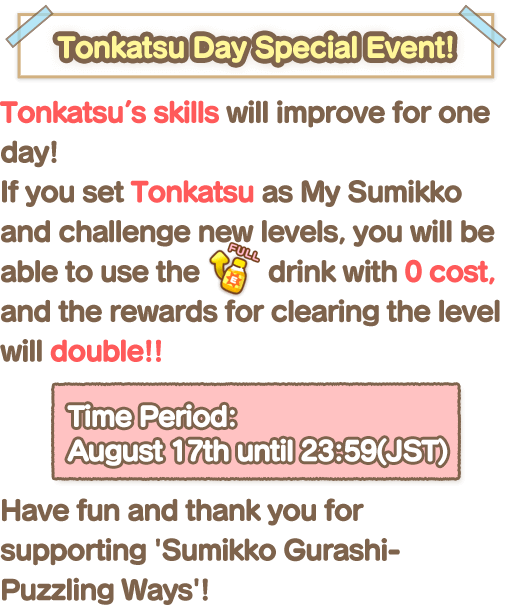 Tonkatsu Day Special Event!
Tonkatsu's skills will improve for one
day!
If you set Tonkatsu as My Sumikko
and challenge new levels, you will be
FULL
able to use the drink with 0 cost,
and the rewards for clearing the level
will double!!
Time Period:
August 17th until 23:59(JST)
Have fun and thank you for
supporting 'Sumikko Gurashi-
Puzzling Ways'!